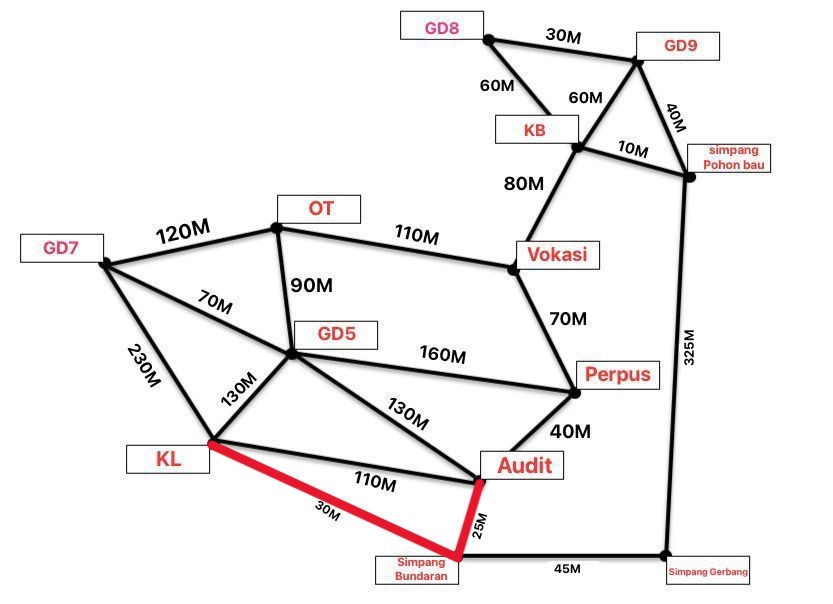 GD8
30M
GD9
60M
60M
40M
KB
10M
simpang
Pohon bau
80M
OT
120M
110M
GD7
Vokasi
90M
70M
GD5
70M
325M
160M
230M
130M
Perpus
130M
40M
KL
Audit
110M
30M
25M
Simpang
Bundaran
45M
Simpang Gerbang